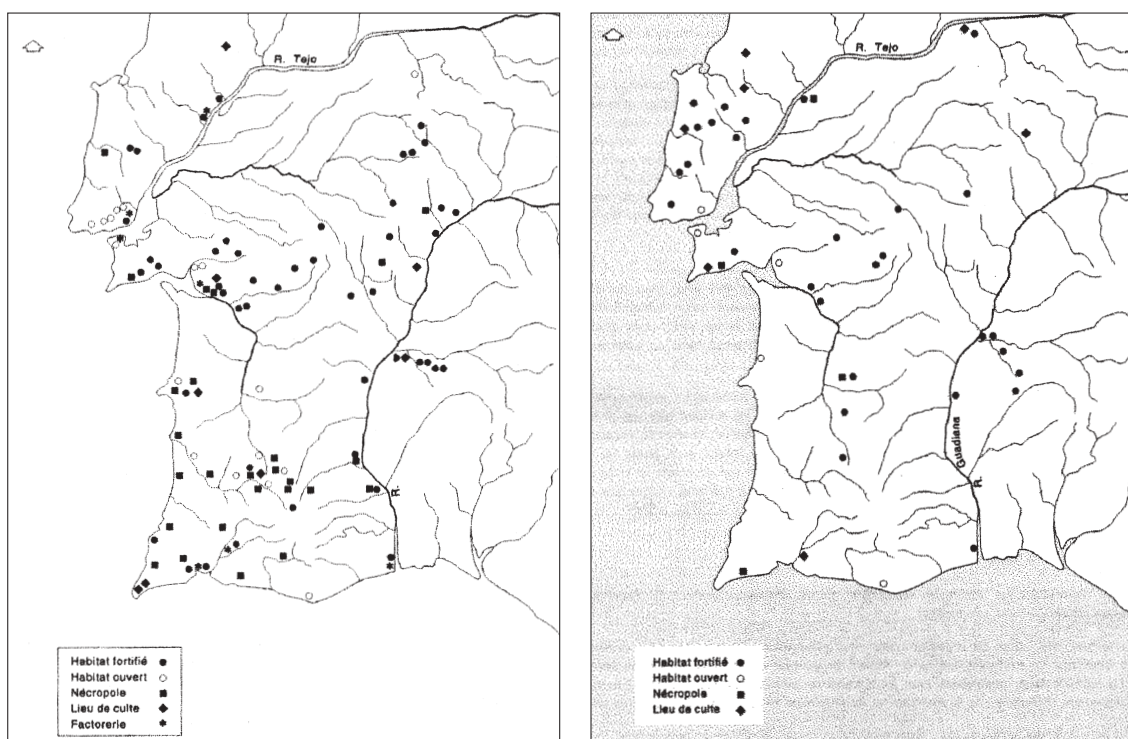 R. Tejo
R.
Habitat fortifié
Habitat ouvert
Nécropole
Lieu de culte
Factorerie
R. Tejo
Guadiana
R.
Habitat fortifié
Habitat ouvert
Nécropole
Lieu de culte